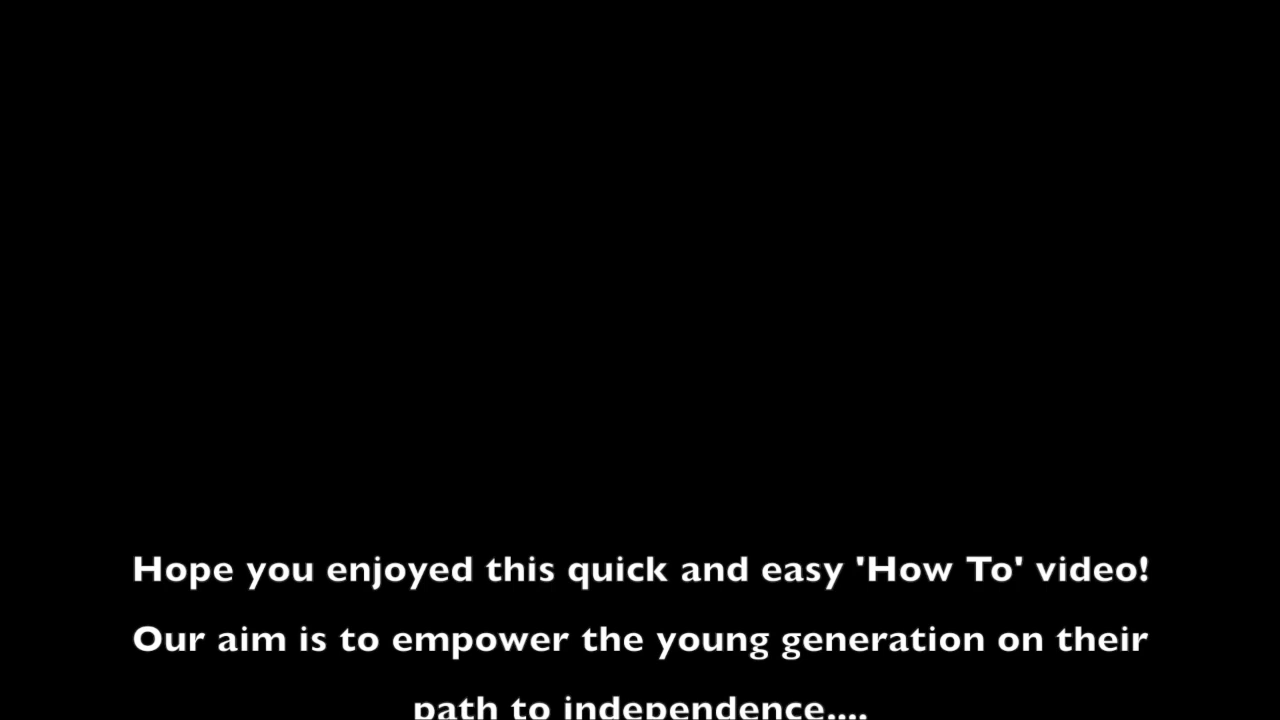 Hope you enjoyed this quick and easy 'How To' video!
Our aim is to empower the young generation on their
path to independence....